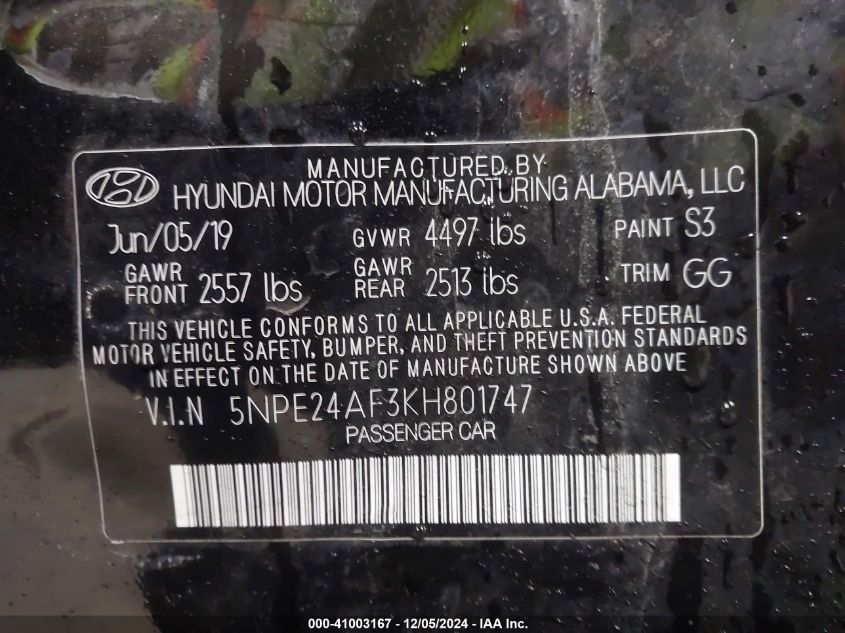 MANUFACTURED BY
HYUNDAI MOTOR MANUFACTURING ALABAMA, LLC
Jun/05/19 GVWR 4497 lbs PAINT S3
GAWR FRONT 2557 lbs GAWR REAR 2513 lbs TRIM GG
THIS VEHICLE CONFORMS TO ALL APPLICABLE U.S.A. FEDERAL
MOTOR VEHICLE SAFETY, BUMPER, AND THEFT PREVENTION STANDARDS
IN EFFECT ON THE DATE OF MANUFACTURE SHOWN ABOVE
V.I.N 5NPE24AF3KH801747
PASSENGER CAR
000-41003167 - 12/05/2024 - IAA Inc.